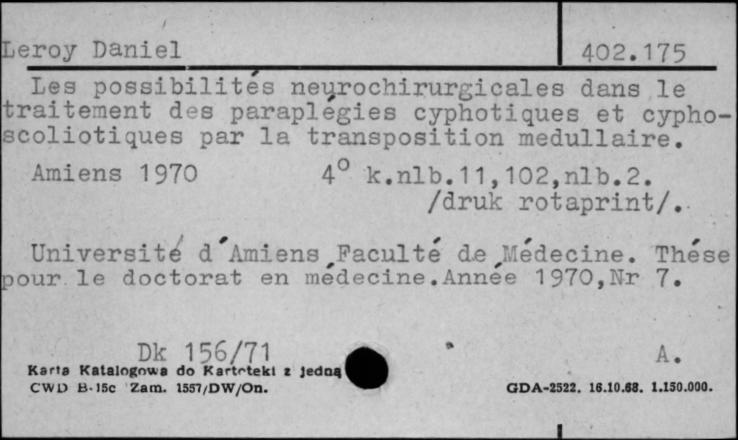 Leroy Daniel 402.175
Les possibilités neurochirurgicales dans le
traitement des paraplégies cyphotiques et cypho-
scoliotiques par la transposition medullaire.
Amiens 1970 4° k.nlb.11,102,nlb.2.
/druk rotaprint/.
Université d'Amiens,Faculté de Médecine. Thése
pour le doctorat en médecine.Année 1970,Nr 7.
Dk 156/71 A.
Karta Katalogowa do Kartoteki z jedną
CWD B-15c Zam. 1557/DW/On. GDA-2522. 16.10.68. 1.150.000.